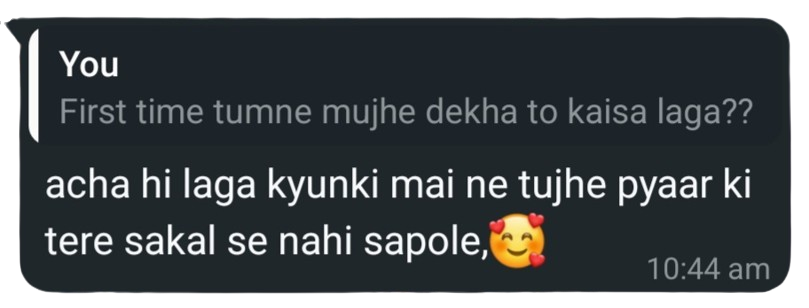 You
First time tumne mujhe dekha to kaisa laga??
acha hi laga kyunki mai ne tujhe pyaar ki
tere sakal se nahi sapole,🥰
10:44 am